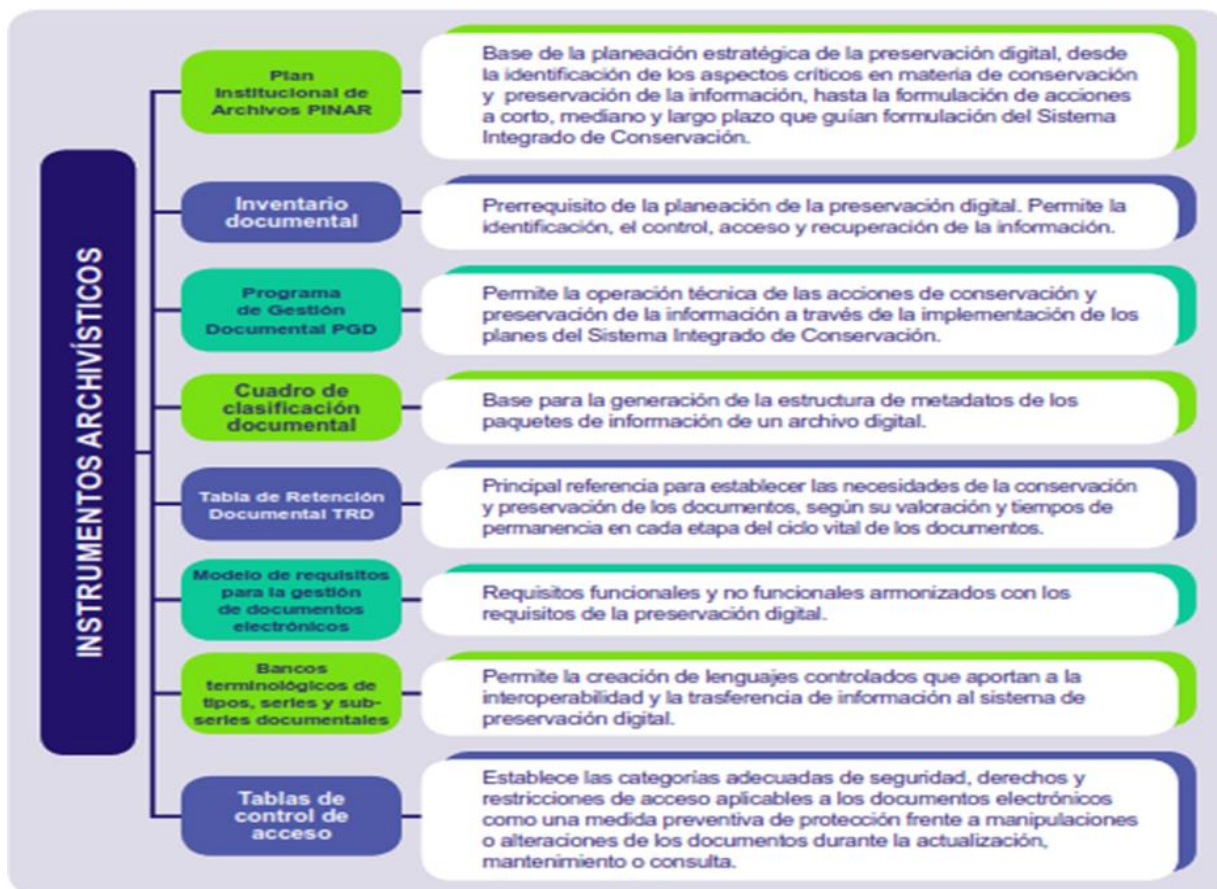 INSTRUMENTOS ARCHIVÍSTICOS
Plan
Institucional de
Archivos PINAR
Base de la planeación estratégica de la preservación digital, desde
la identificación de los aspectos críticos en materia de conservación
y preservación de la información, hasta la formulación de acciones
a corto, mediano y largo plazo que guían formulación del Sistema
Integrado de Conservación.
Inventario
documental
Prerrequisito de la planeación de la preservación digital. Permite la
identificación, el control, acceso y recuperación de la información.
Programa
de Gestión
Documental PGD
Permite la operación técnica de las acciones de conservación y
preservación de la información a través de la implementación de los
planes del Sistema Integrado de Conservación.
Cuadro de
clasificación
documental
Base para la generación de la estructura de metadatos de los
paquetes de información de un archivo digital.
Tabla de Retención
Documental TRD
Principal referencia para establecer las necesidades de la conservación
y preservación de los documentos, según su valoración y tiempos de
permanencia en cada etapa del ciclo vital de los documentos.
Modelo de requisitos
para la gestión
de documentos
electrónicos
Requisitos funcionales y no funcionales armonizados con los
requisitos de la preservación digital.
Bancos
terminológicos de
tipos, series y sub-
series documentales
Permite la creación de lenguajes controlados que aportan a la
interoperabilidad y la trasferencia de información al sistema de
preservación digital.
Tablas de
control de
acceso
Establece las categorías adecuadas de seguridad, derechos y
restricciones de acceso aplicables a los documentos electrónicos
como una medida preventiva de protección frente a manipulaciones
o alteraciones de los documentos durante la actualización,
mantenimiento o consulta.